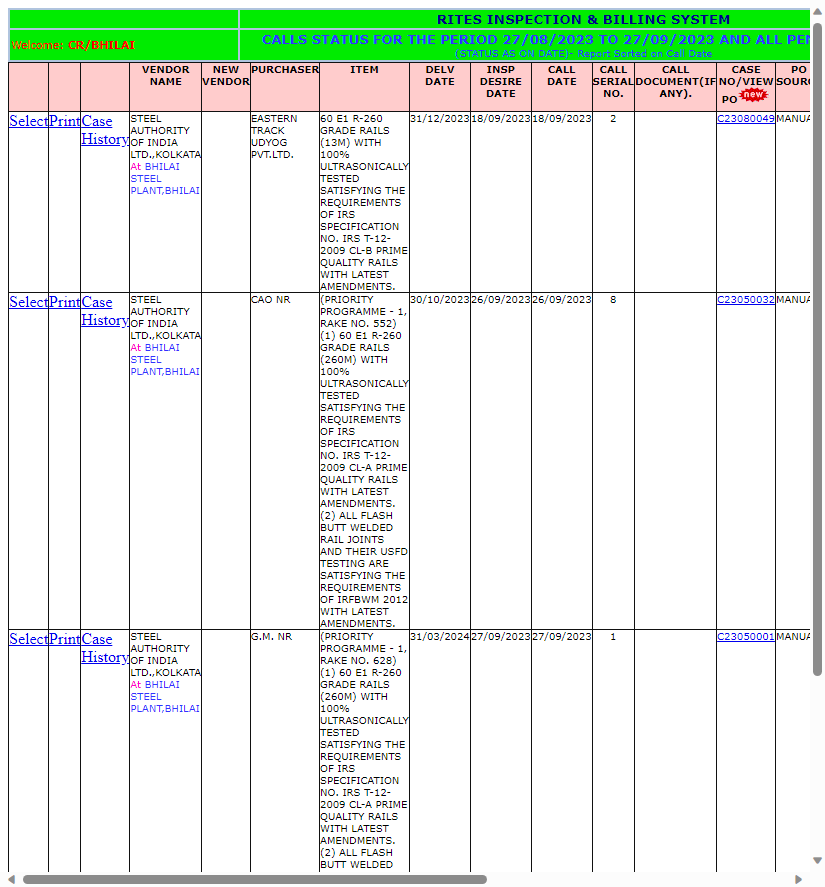 RITES INSPECTION & BILLING SYSTEM
Welcome: CR/BHILAI
CALLS STATUS FOR THE PERIOD 27/08/2023 TO 27/09/2023 AND ALL PEN
(STATUS AS ON DATE)- Report Sorted on Call Date
VENDOR NAME
NEW VENDOR
PURCHASER
ITEM
DELV DATE
INSP DESIRE DATE
CALL DATE
CALL SERIAL NO.
CALL DOCUMENT(IF ANY).
CASE NO/VIEW PO new
PO SOURC
Select
Print
Case
History
STEEL
AUTHORITY
OF INDIA
LTD.,KOLKATA
At BHILAI
STEEL
PLANT,BHILAI
EASTERN
TRACK
UDYOG
PVT.LTD.
60 E1 R-260
GRADE RAILS
(13M) WITH
100%
ULTRASONICALLY
TESTED
SATISFYING THE
REQUIREMENTS
OF IRS
SPECIFICATION
NO. IRS T-12-
2009 CL-B PRIME
QUALITY RAILS
WITH LATEST
AMENDMENTS.
31/12/2023
18/09/2023
18/09/2023
2
C23080049
MANUA
Select
Print
Case
History
STEEL
AUTHORITY
OF INDIA
LTD.,KOLKATA
At BHILAI
STEEL
PLANT,BHILAI
CAO NR
(PRIORITY
PROGRAMME - 1,
RAKE NO. 552)
(1) 60 E1 R-260
GRADE RAILS
(260M) WITH
100%
ULTRASONICALLY
TESTED
SATISFYING THE
REQUIREMENTS
OF IRS
SPECIFICATION
NO. IRS T-12-
2009 CL-A PRIME
QUALITY RAILS
WITH LATEST
AMENDMENTS.
(2) ALL FLASH
BUTT WELDED
RAIL JOINTS
AND THEIR USFD
TESTING ARE
SATISFYING THE
REQUIREMENTS
OF IRFBWM 2012
WITH LATEST
AMENDMENTS.
30/10/2023
26/09/2023
26/09/2023
8
C23050032
MANUA
Select
Print
Case
History
STEEL
AUTHORITY
OF INDIA
LTD.,KOLKATA
At BHILAI
STEEL
PLANT,BHILAI
G.M. NR
(PRIORITY
PROGRAMME - 1,
RAKE NO. 628)
(1) 60 E1 R-260
GRADE RAILS
(260M) WITH
100%
ULTRASONICALLY
TESTED
SATISFYING THE
REQUIREMENTS
OF IRS
SPECIFICATION
NO. IRS T-12-
2009 CL-A PRIME
QUALITY RAILS
WITH LATEST
AMENDMENTS.
(2) ALL FLASH
BUTT WELDED
31/03/2024
27/09/2023
27/09/2023
1
C23050001
MANUA